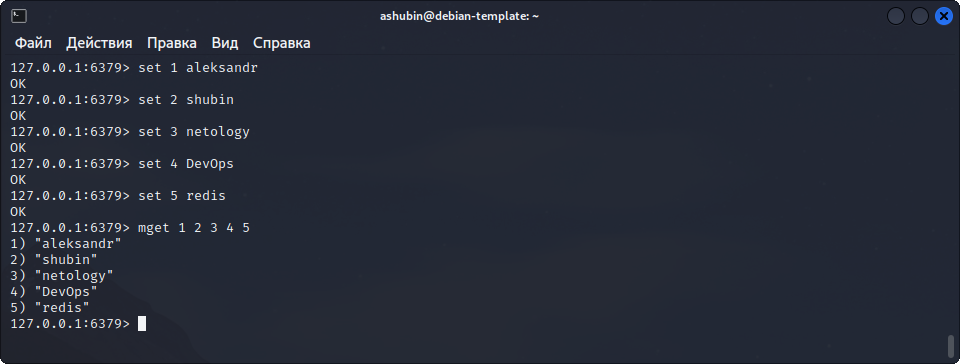 ashubin@debian-template: ~
Файл Действия Правка Вид Справка
127.0.0.1:6379> set 1 aleksandr
OK
127.0.0.1:6379> set 2 shubin
OK
127.0.0.1:6379> set 3 netology
OK
127.0.0.1:6379> set 4 DevOps
OK
127.0.0.1:6379> set 5 redis
OK
127.0.0.1:6379> mget 1 2 3 4 5
1) "aleksandr"
2) "shubin"
3) "netology"
4) "DevOps"
5) "redis"
127.0.0.1:6379>